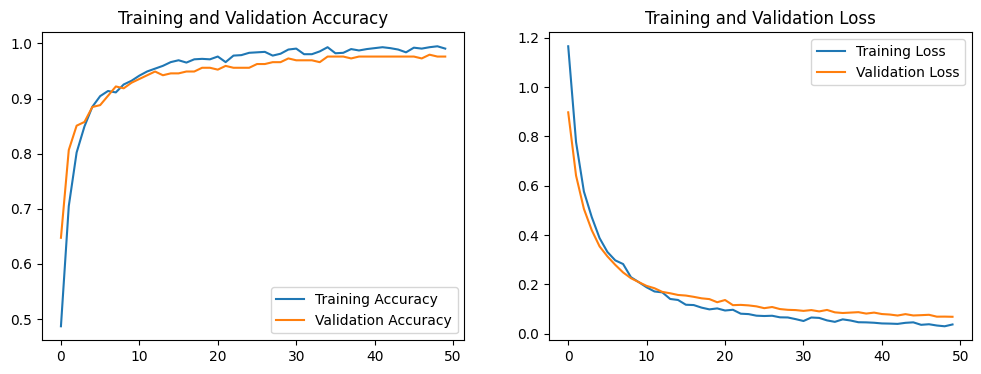 Training and Validation Accuracy
1.0
0.9
0.8
0.7
0.6
0.5
Training Accuracy
Validation Accuracy
0 10 20 30 40 50
Training and Validation Loss
1.2
1.0
0.8
0.6
0.4
0.2
0.0
Training Loss
Validation Loss
0 10 20 30 40 50